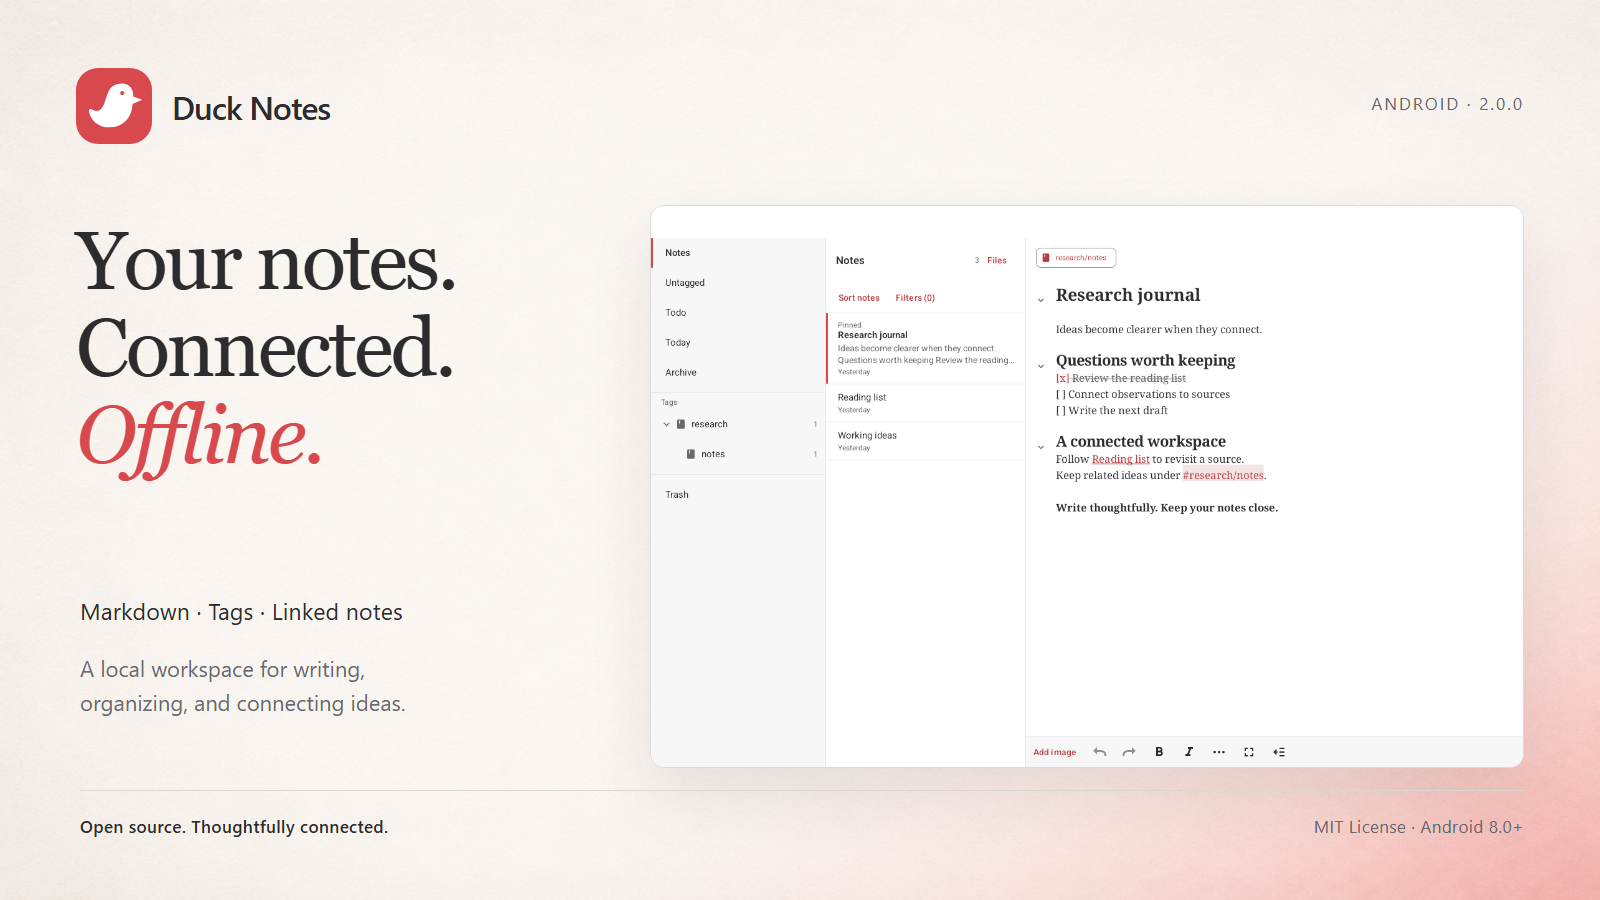 Duck Notes
ANDROID · 2.0.0
Your notes.
Connected.
Offline.
Markdown · Tags · Linked notes
A local workspace for writing,
organizing, and connecting ideas.
Notes
Untagged
Todo
Today
Archive
Tags
research 1
notes 1
Trash
Notes 3 Files
Sort notes Filters (0)
Pinned
Research journal
Ideas become clearer when they connect.
Questions worth keeping Review the reading...
Yesterday
Reading list
Yesterday
Working ideas
Yesterday
research/notes
Research journal
Ideas become clearer when they connect.
Questions worth keeping
[x] Review the reading list
[ ] Connect observations to sources
[ ] Write the next draft
A connected workspace
Follow Reading list to revisit a source.
Keep related ideas under #research/notes.
Write thoughtfully. Keep your notes close.
Add image B I
Open source. Thoughtfully connected.
MIT License · Android 8.0+